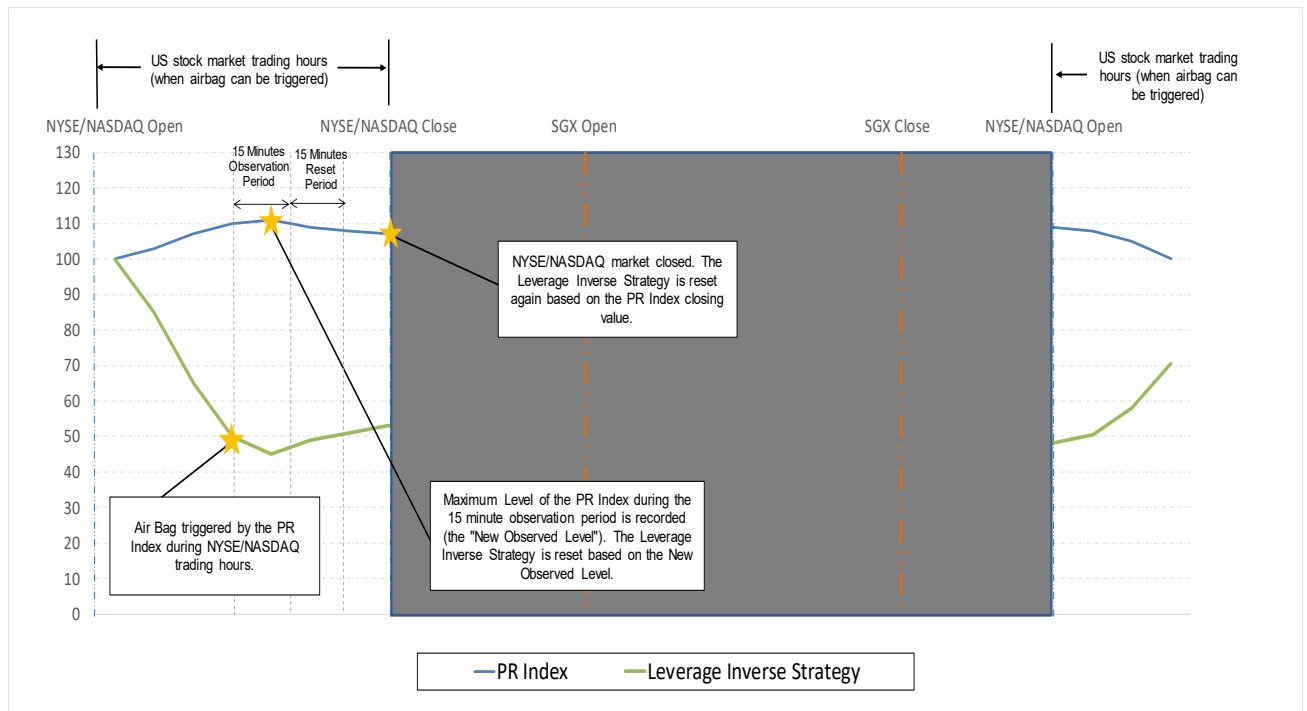 US stock market trading hours
(when airbag can be triggered)
US stock market trading
hours (when airbag can
be triggered)
NYSE/NASDAQ Open
NYSE/NASDAQ Close
SGX Open
SGX Close
NYSE/NASDAQ Open
15 Minutes
Observation
Period
15 Minutes
Reset
Period
130
120
110
100
90
80
70
60
50
40
30
20
10
0
NYSE/NASDAQ market closed. The
Leverage Inverse Strategy is reset
again based on the PR Index closing
value.
Air Bag triggered by the PR
Index during NYSE/NASDAQ
trading hours.
Maximum Level of the PR Index during the
15 minute observation period is recorded
(the "New Observed Level"). The Leverage
Inverse Strategy is reset based on the New
Observed Level.
PR Index
Leverage Inverse Strategy